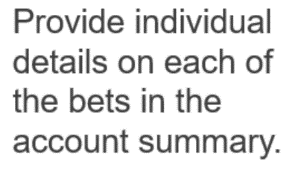 Provide individual
details on each of
the bets in the
account summary.